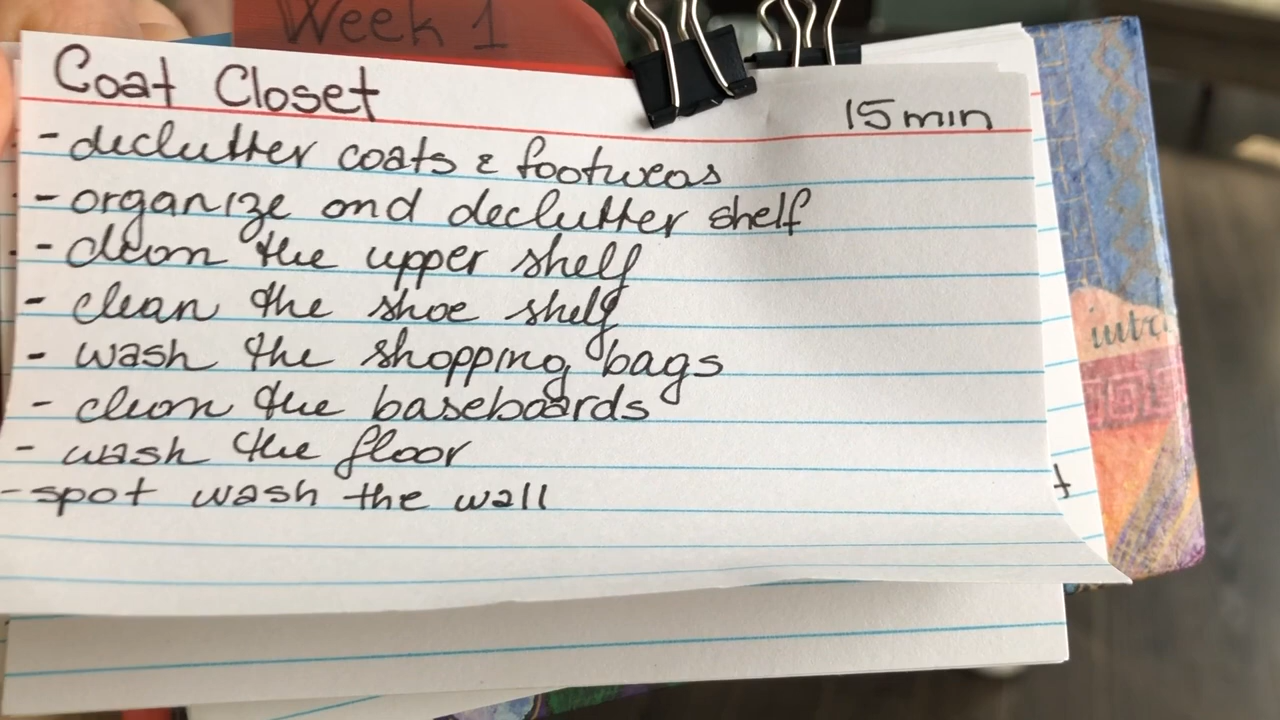 Week 1
Coat Closet
15 min
- declutter coats & footwear
- organize and declutter shelf
- clean the upper shelf
- clean the shoe shelf
- wash the shopping bags
- clean the baseboards
- wash the floor
- spot wash the wall